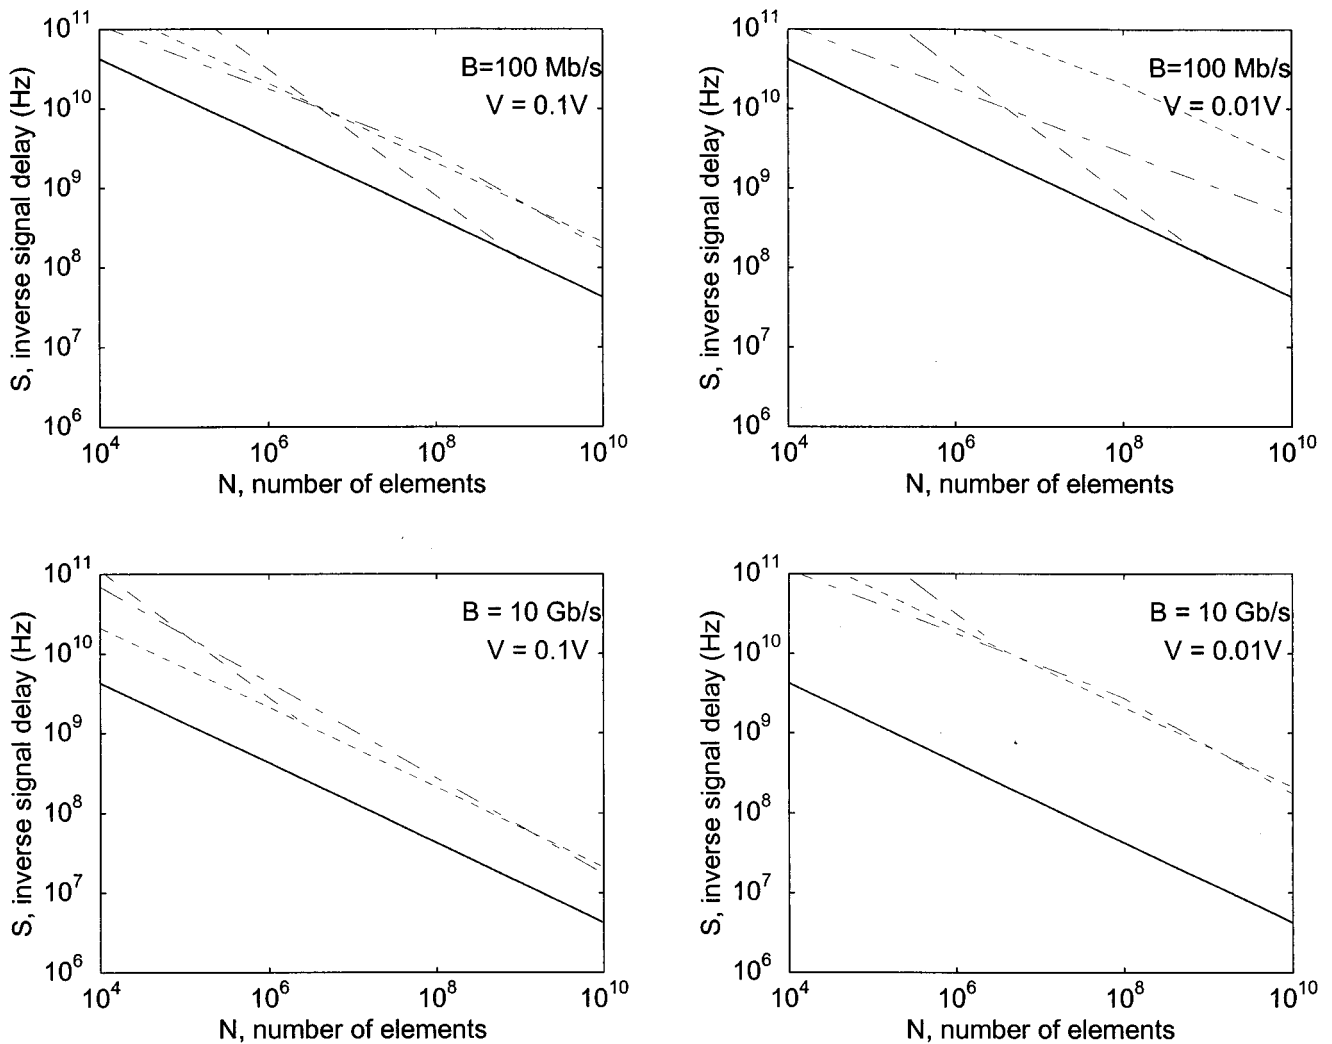 S, inverse signal delay (Hz)
10^11
10^10
10^9
10^8
10^7
10^6
B=100 Mb/s
V = 0.1V
10^4 10^6 10^8 10^10
N, number of elements
S, inverse signal delay (Hz)
10^11
10^10
10^9
10^8
10^7
10^6
B=100 Mb/s
V = 0.01V
10^4 10^6 10^8 10^10
N, number of elements
S, inverse signal delay (Hz)
10^11
10^10
10^9
10^8
10^7
10^6
B = 10 Gb/s
V = 0.1V
10^4 10^6 10^8 10^10
N, number of elements
S, inverse signal delay (Hz)
10^11
10^10
10^9
10^8
10^7
10^6
B = 10 Gb/s
V = 0.01V
10^4 10^6 10^8 10^10
N, number of elements